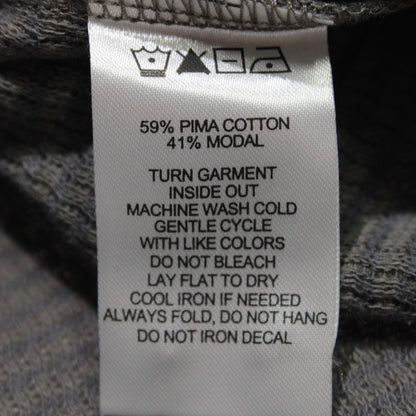 59% PIMA COTTON
41% MODAL
TURN GARMENT
INSIDE OUT
MACHINE WASH COLD
GENTLE CYCLE
WITH LIKE COLORS
DO NOT BLEACH
LAY FLAT TO DRY
COOL IRON IF NEEDED
ALWAYS FOLD, DO NOT HANG
DO NOT IRON DECAL